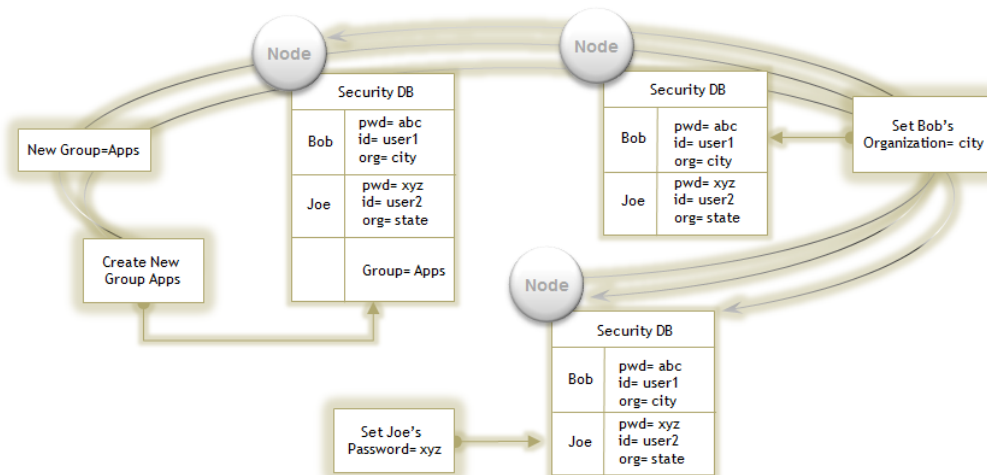 Node
Security DB
Bob
pwd= abc
id= user1
org= city
Joe
pwd= xyz
id= user2
org= state
Group= Apps
New Group=Apps
Create New
Group Apps
Node
Security DB
Bob
pwd= abc
id= user1
org= city
Joe
pwd= xyz
id= user2
org= state
Set Bob's
Organization= city
Node
Security DB
Bob
pwd= abc
id= user1
org= city
Joe
pwd= xyz
id= user2
org= state
Set Joe's
Password= xyz